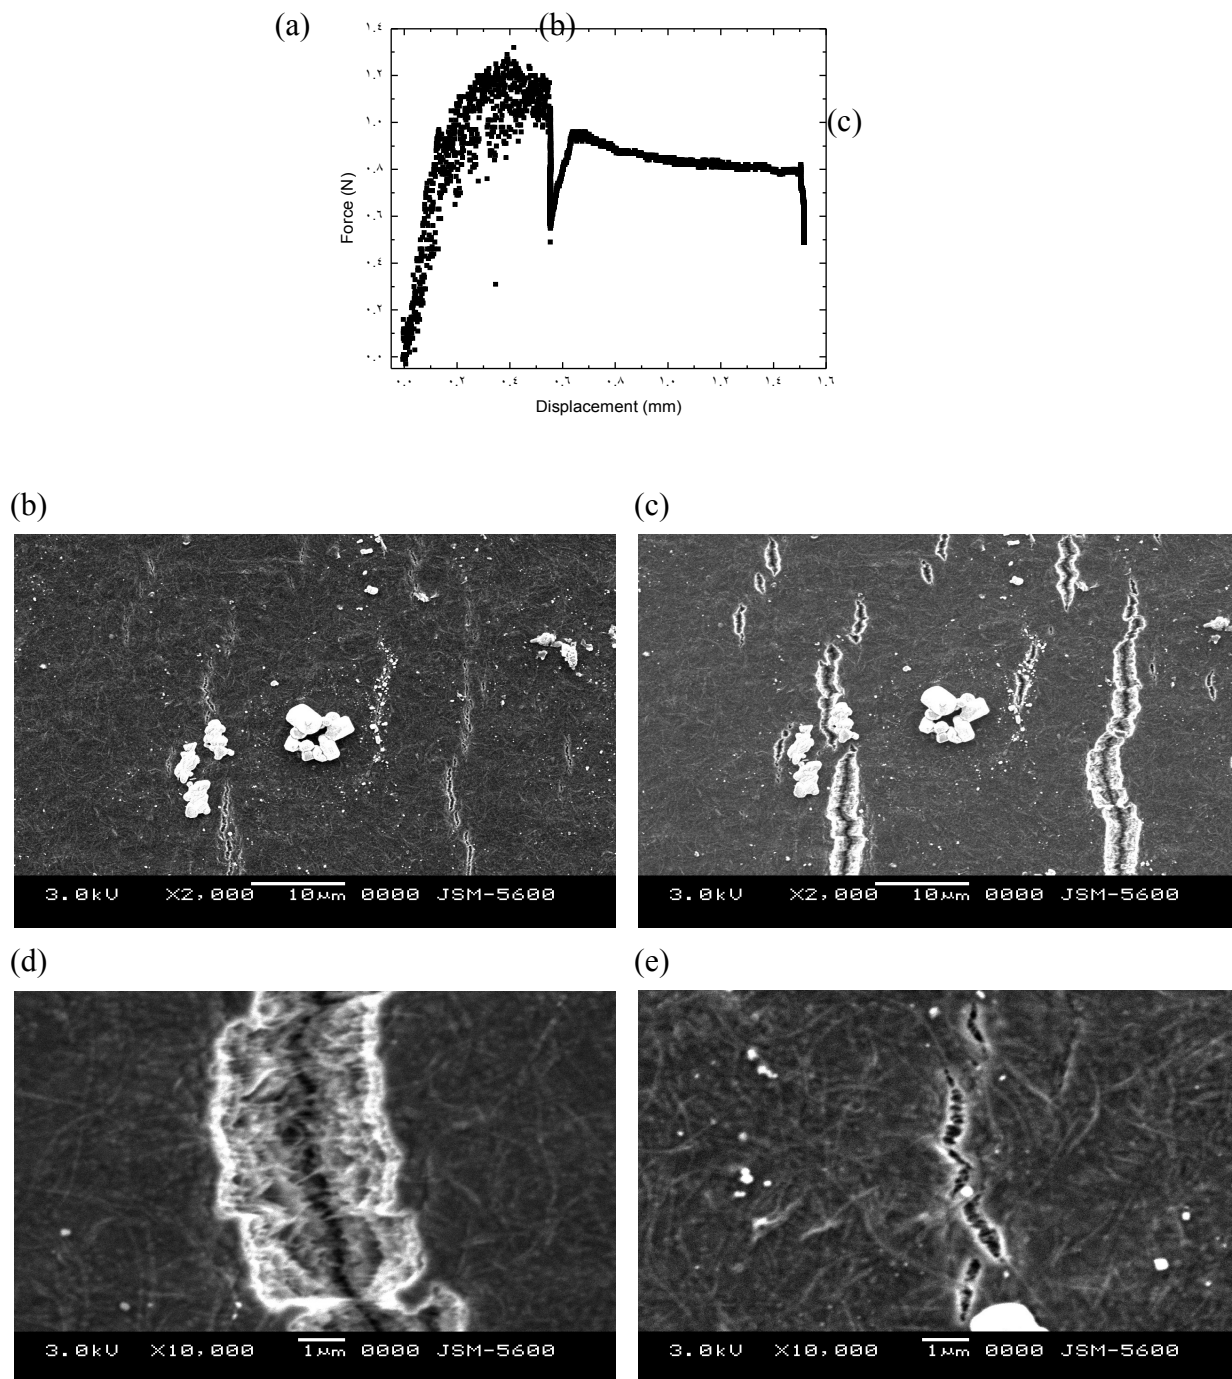 (a)
(b)
(c)
١.٤
١.٢
١.٠
٠.٨
٠.٦
٠.٤
٠.٢
٠.٠
Force (N)
٠.٠ ٠.٢ ٠.٤ ٠.٦ ٠.٨ ١.٠ ١.٢ ١.٤ ١.٦
Displacement (mm)
(b) (c)
3.0kV X2,000 10μm 0000 JSM-5600
3.0kV X2,000 10μm 0000 JSM-5600
(d) (e)
3.0kV X10,000 1μm 0000 JSM-5600
3.0kV X10,000 1μm 0000 JSM-5600